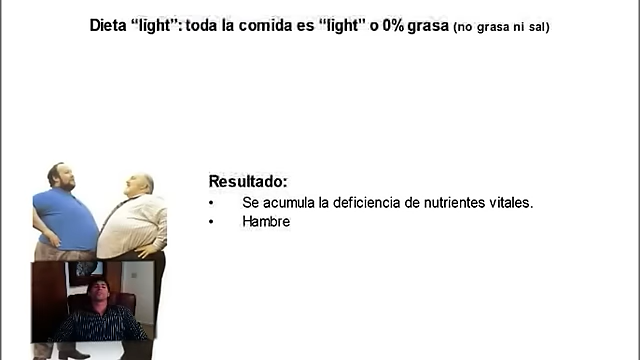 Dieta “light”: toda la comida es “light” o 0% grasa (no grasa ni sal)
Resultado:
• Se acumula la deficiencia de nutrientes vitales.
• Hambre